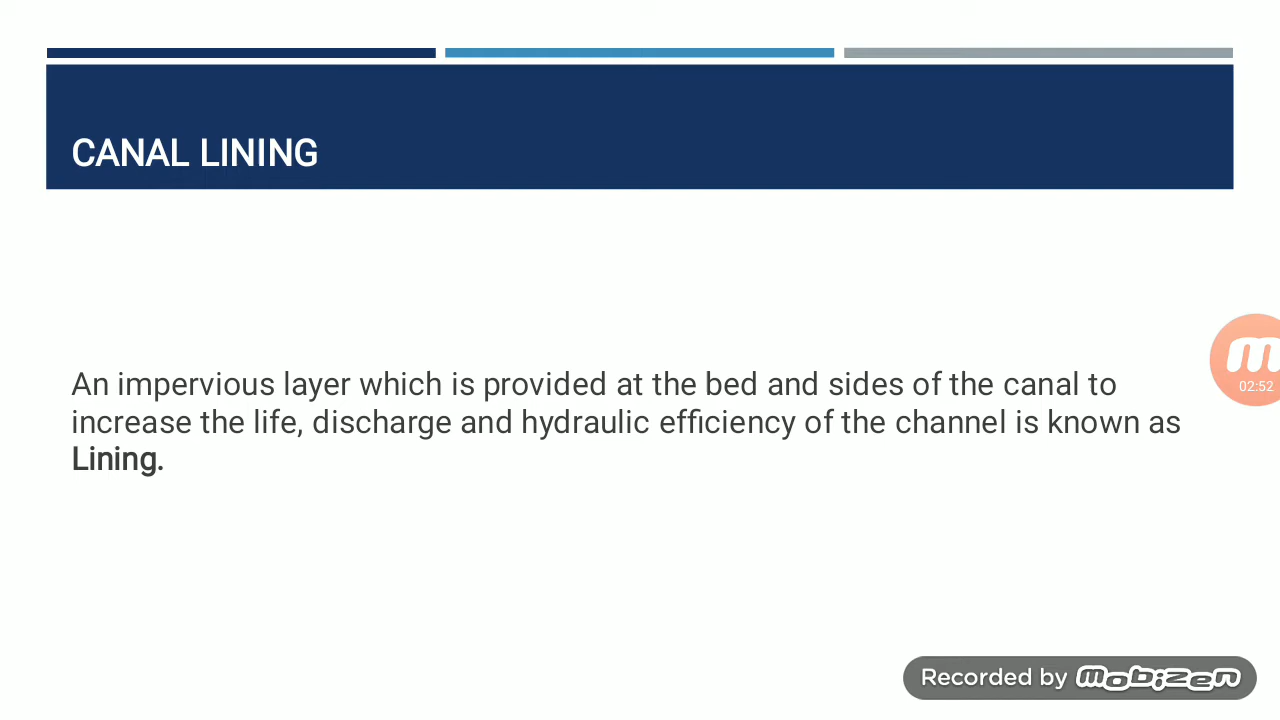 CANAL LINING
An impervious layer which is provided at the bed and sides of the canal to
increase the life, discharge and hydraulic efficiency of the channel is known as
Lining.
m
02:52
Recorded by mobizen